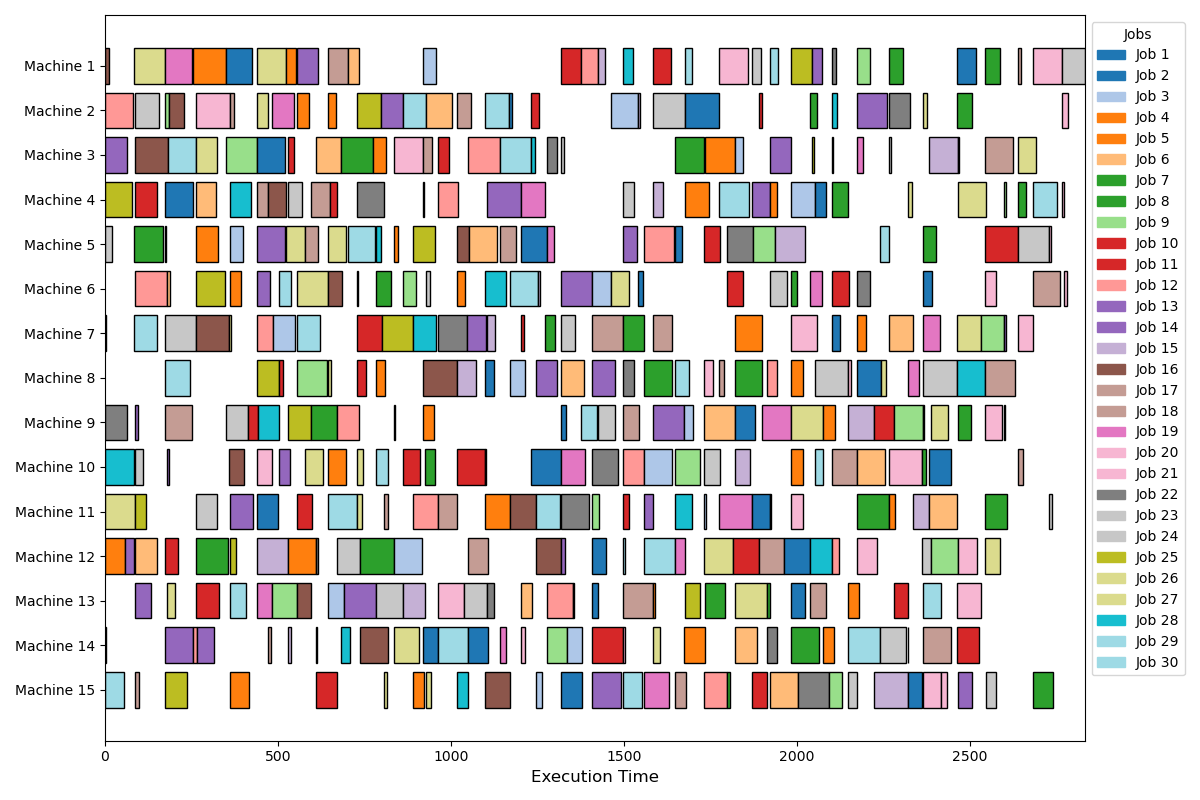 Machine 1
Machine 2
Machine 3
Machine 4
Machine 5
Machine 6
Machine 7
Machine 8
Machine 9
Machine 10
Machine 11
Machine 12
Machine 13
Machine 14
Machine 15
0 500 1000 1500 2000 2500
Execution Time
Jobs
Job 1
Job 2
Job 3
Job 4
Job 5
Job 6
Job 7
Job 8
Job 9
Job 10
Job 11
Job 12
Job 13
Job 14
Job 15
Job 16
Job 17
Job 18
Job 19
Job 20
Job 21
Job 22
Job 23
Job 24
Job 25
Job 26
Job 27
Job 28
Job 29
Job 30